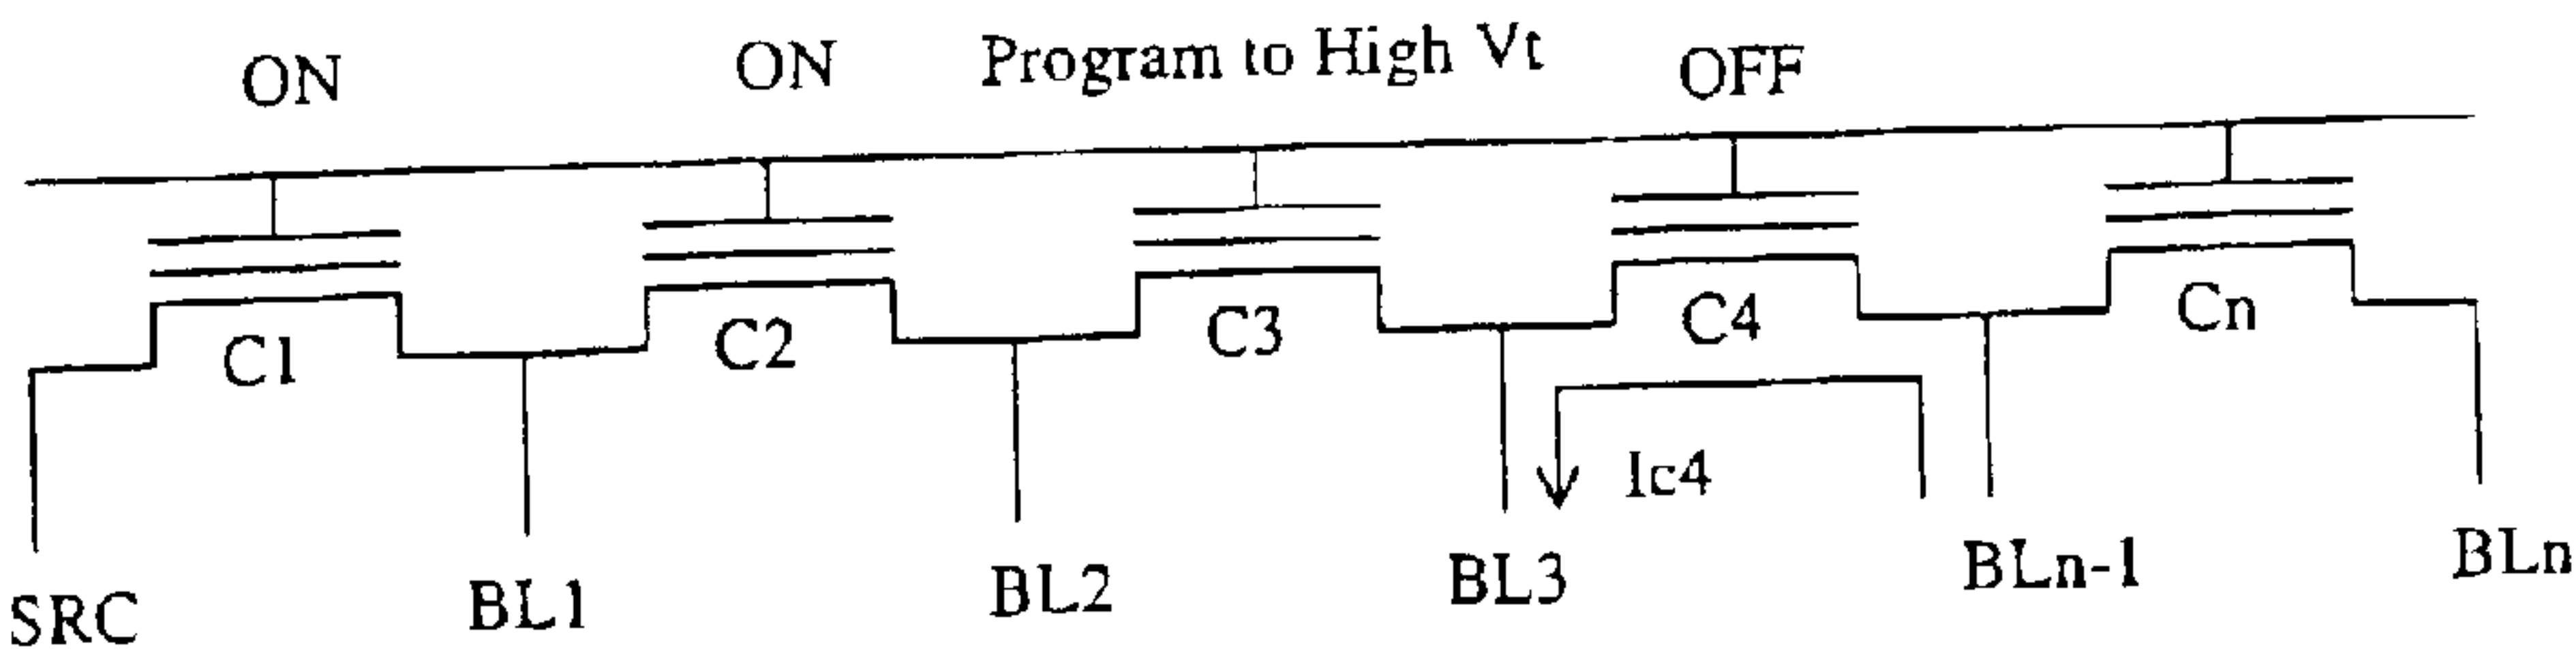 ON ON Program to High Vt OFF
C1 C2 C3 C4 Cn
Ic4
SRC BL1 BL2 BL3 BLn-1 BLn